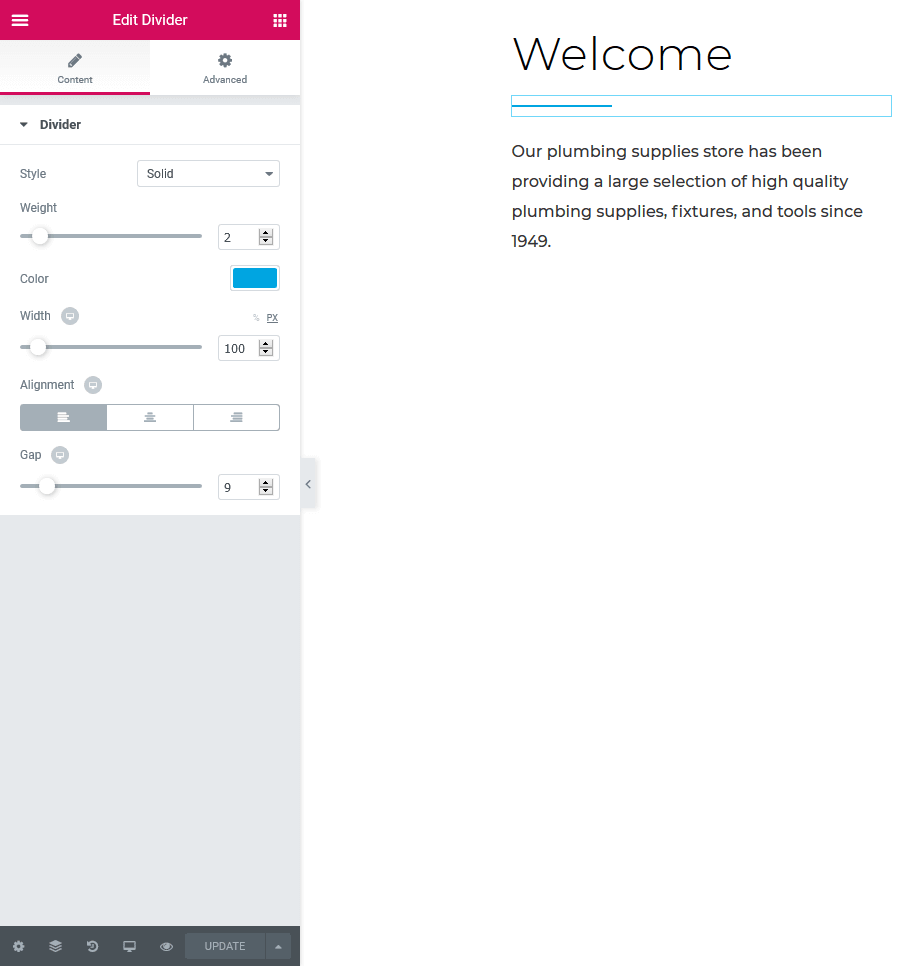 Edit Divider
Content
Advanced
Divider
Style
Solid
Weight
2
Color
Width
% PX
100
Alignment
Gap
9
UPDATE
Welcome
Our plumbing supplies store has been
providing a large selection of high quality
plumbing supplies, fixtures, and tools since
1949.